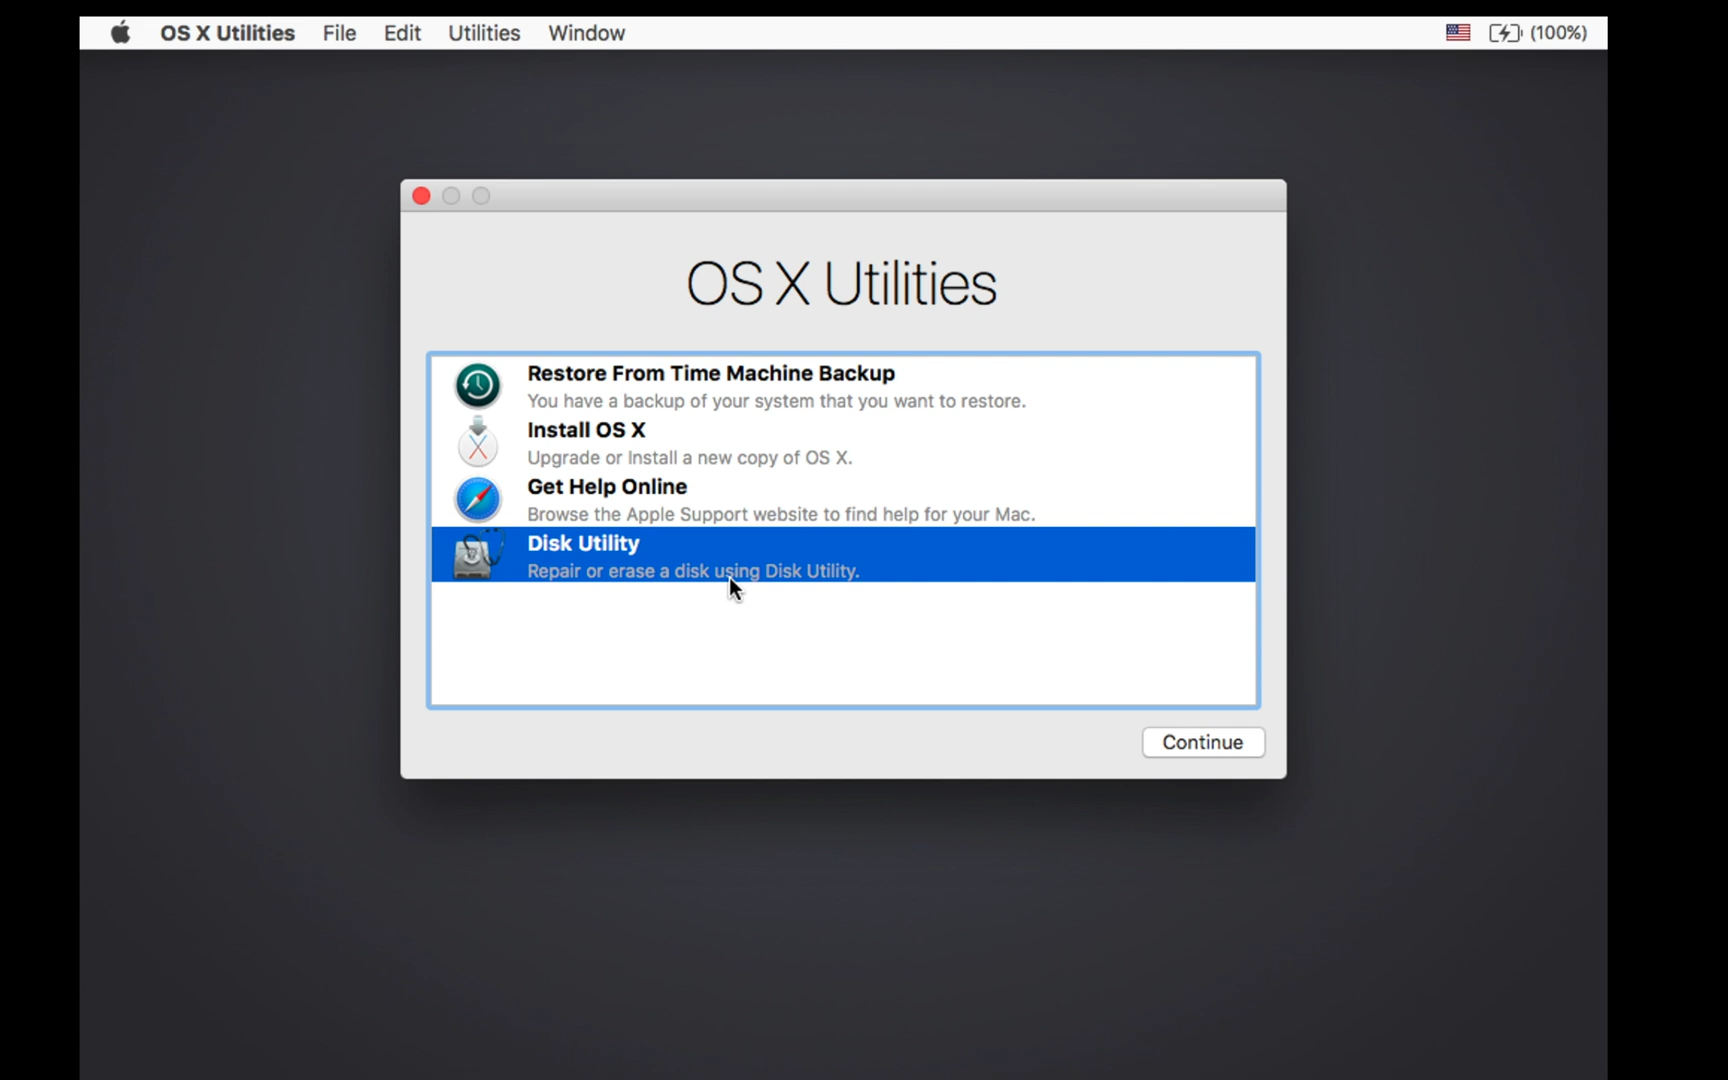 OS X Utilities File Edit Utilities Window (100%)
OS X Utilities
Restore From Time Machine Backup
You have a backup of your system that you want to restore.
Install OS X
Upgrade or Install a new copy of OS X.
Get Help Online
Browse the Apple Support website to find help for your Mac.
Disk Utility
Repair or erase a disk using Disk Utility.
Continue